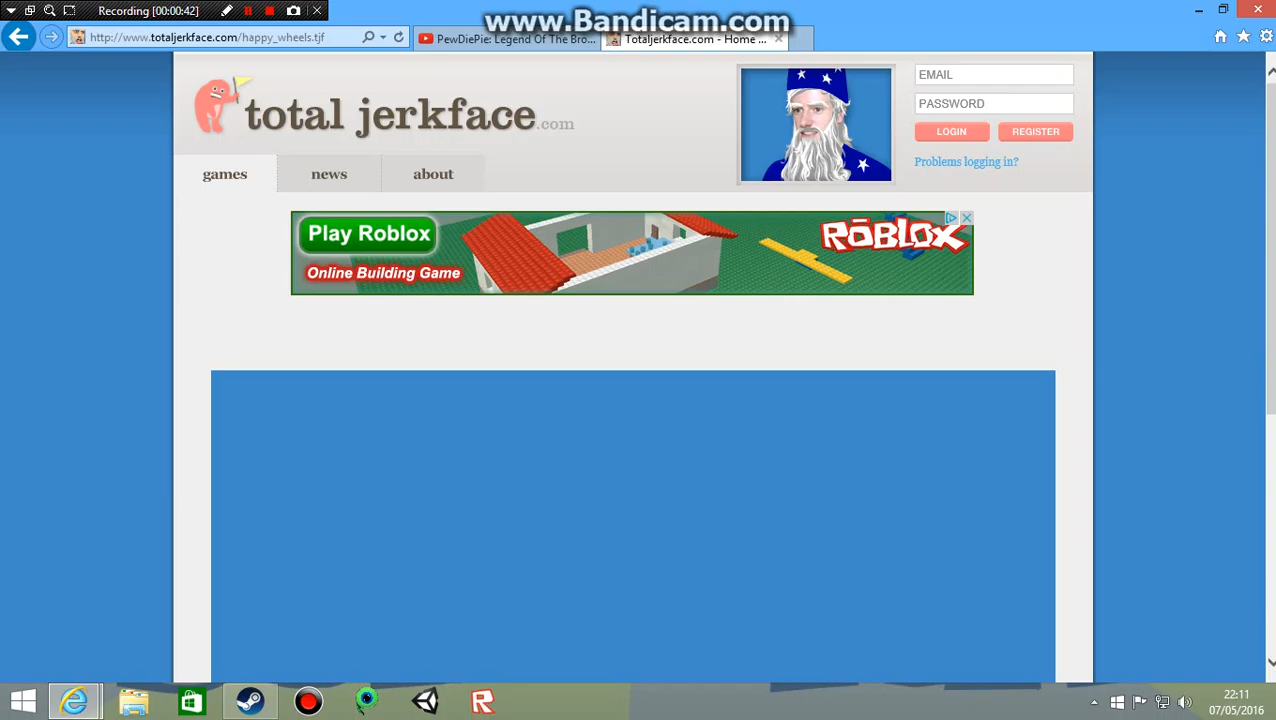 Recording [00:00:42]
www.Bandicam.com
http://www.totaljerkface.com/happy_wheels.tjf
PewDiePie: Legend Of The Bro...
Totaljerkface.com - Home ...
total jerkface.com
EMAIL
PASSWORD
LOGIN REGISTER
Problems logging in?
games news about
Play Roblox
Online Building Game
ROBLOX
22:11
07/05/2016